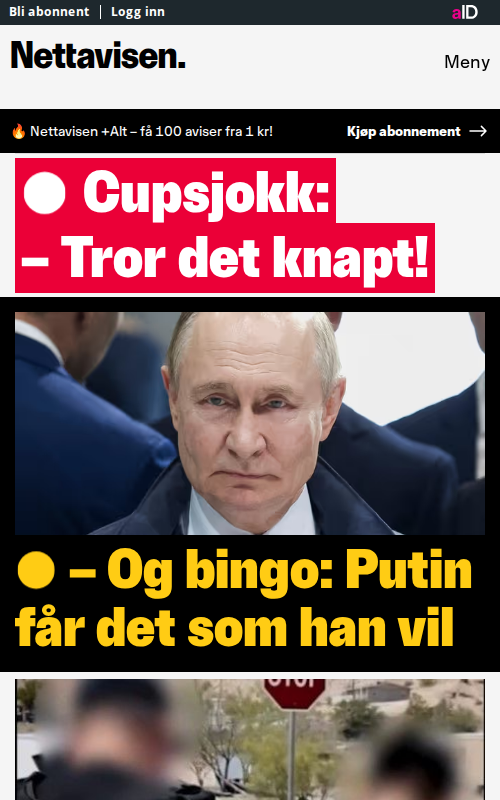 Bli abonnent | Logg inn
aID
Nettavisen.
Meny
🔥 Nettavisen +Alt – få 100 aviser fra 1 kr!
Kjøp abonnement →
Cupsjokk:
– Tror det knapt!
– Og bingo: Putin
får det som han vil
STOP